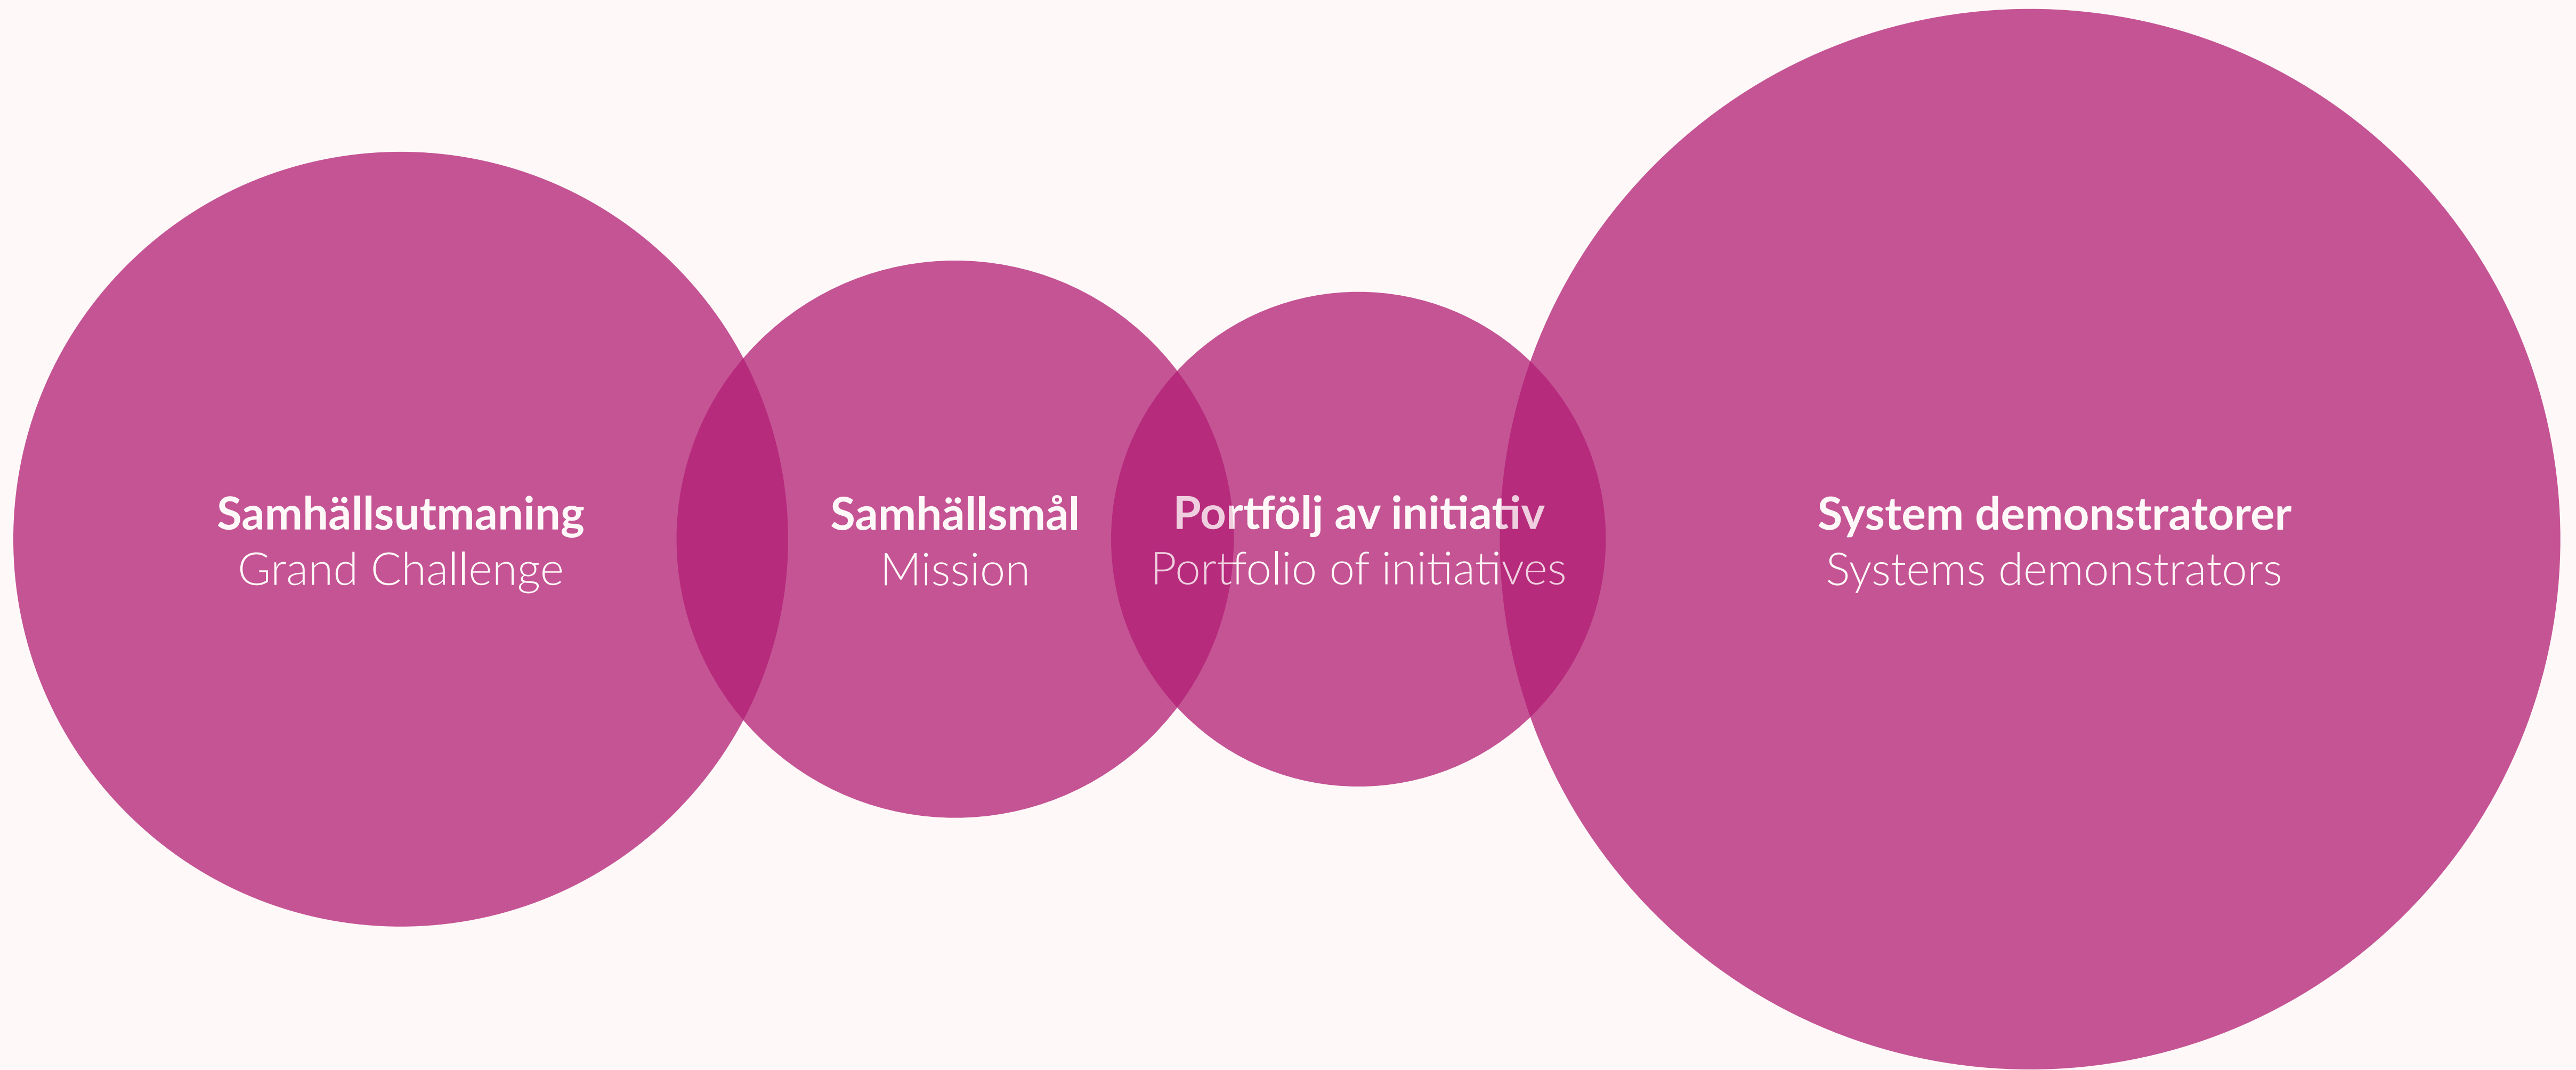 Samhällsutmaning
Grand Challenge
Samhällsmål
Mission
Portfölj av initiativ
Portfolio of initiatives
System demonstratorer
Systems demonstrators